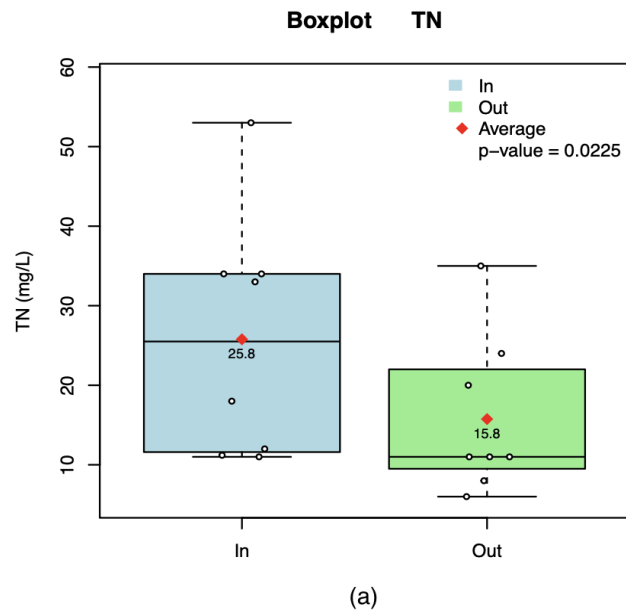 Boxplot TN
60
50
40
30
20
10
TN (mg/L)
In
Out
Average
p-value = 0.0225
25.8
15.8
In
Out
(a)